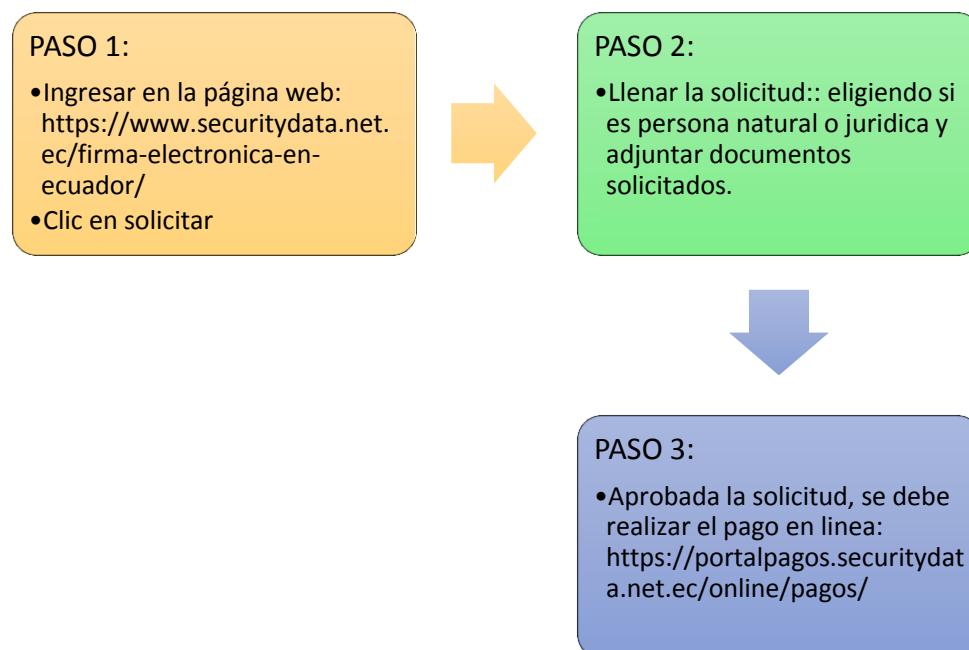 PASO 1:
•Ingresar en la página web:
https://www.securitydata.net.
ec/firma-electronica-en-
ecuador/
•Clic en solicitar
PASO 2:
•Llenar la solicitud:: eligiendo si
es persona natural o juridica y
adjuntar documentos
solicitados.
PASO 3:
•Aprobada la solicitud, se debe
realizar el pago en linea:
https://portalpagos.securitydat
a.net.ec/online/pagos/